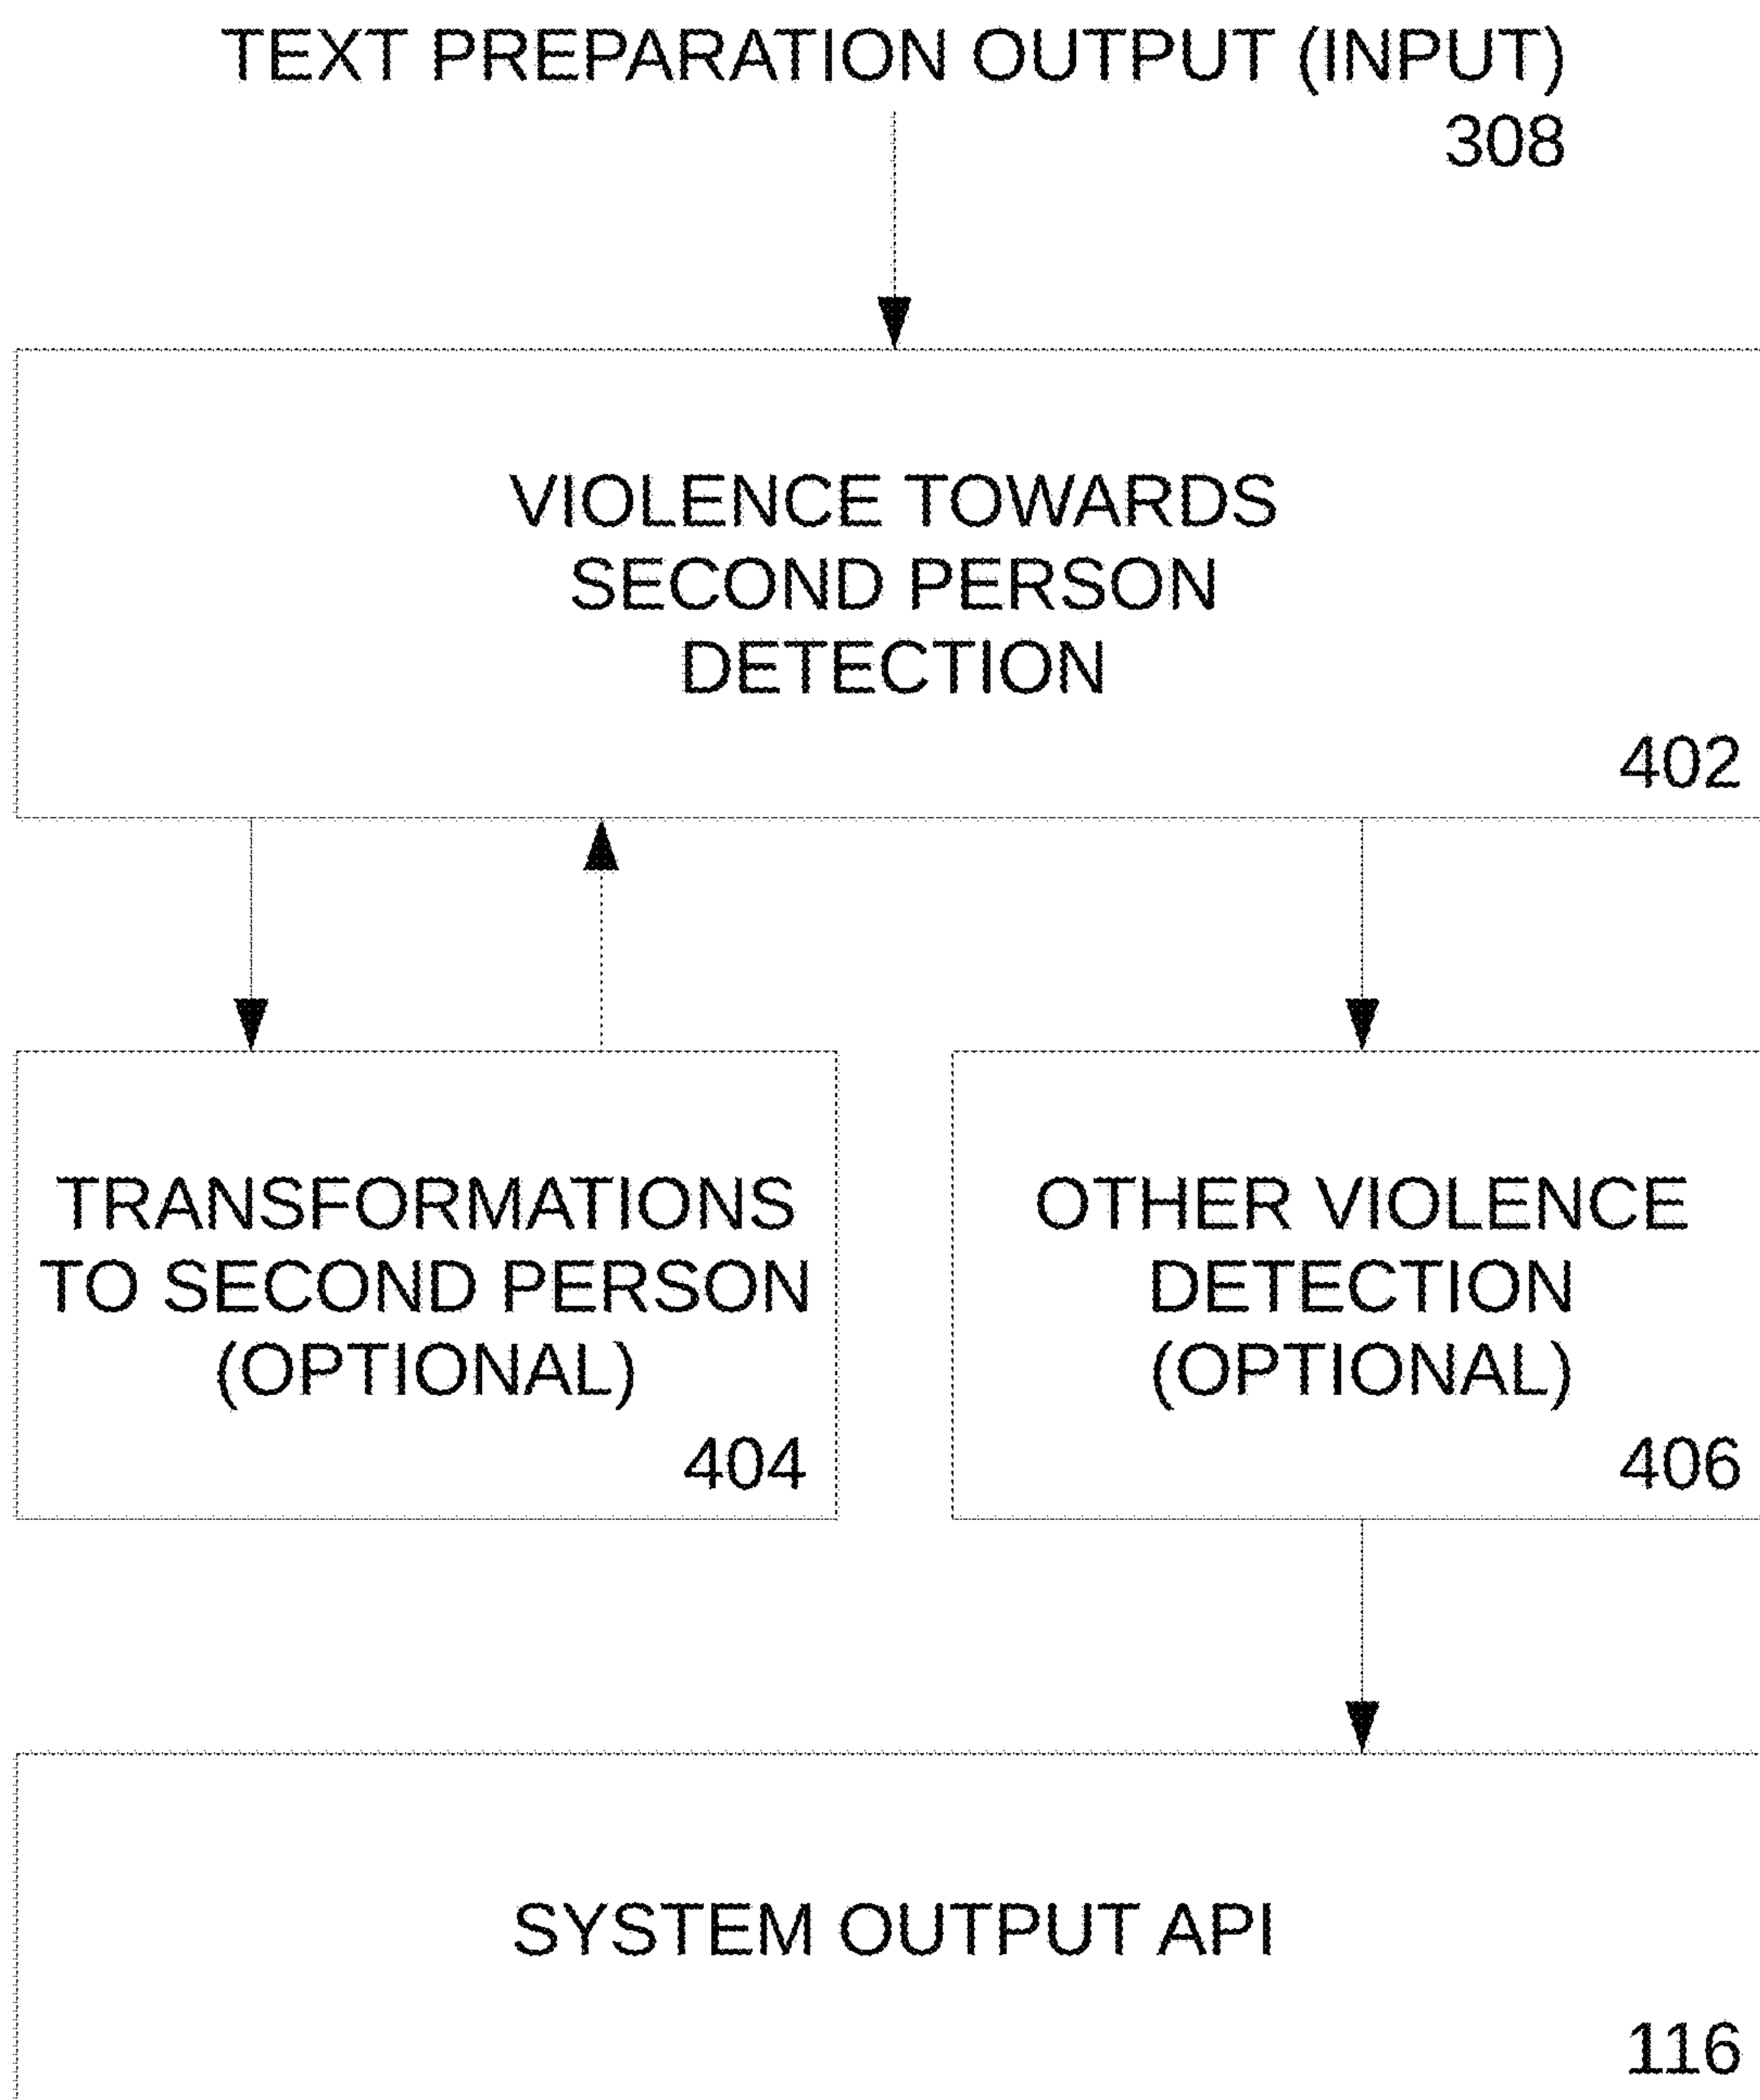 TEXT PREPARATION OUTPUT (INPUT)
308
VIOLENCE TOWARDS
SECOND PERSON
DETECTION
402
TRANSFORMATIONS
TO SECOND PERSON
(OPTIONAL)
404
OTHER VIOLENCE
DETECTION
(OPTIONAL)
406
SYSTEM OUTPUT API
116